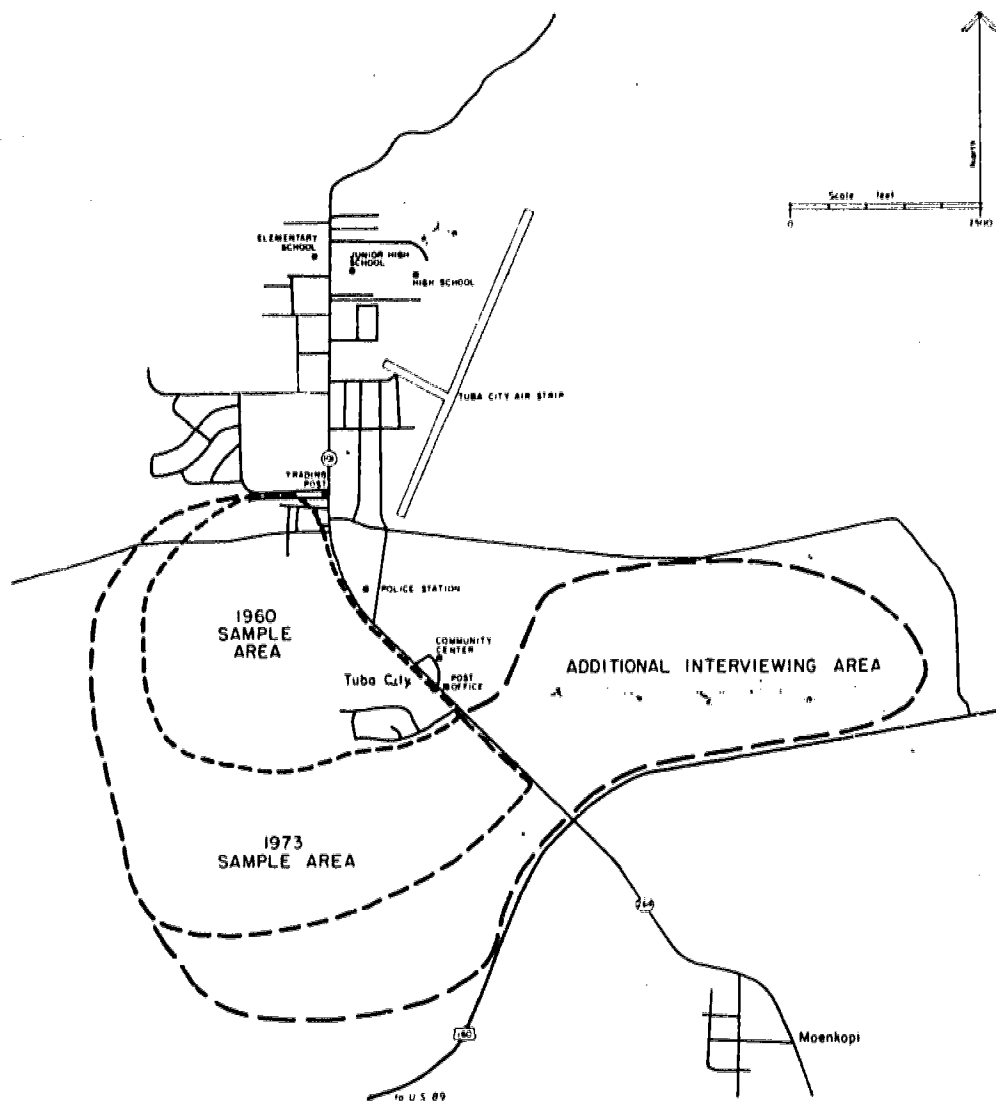 North
Scale feet
0
1500
ELEMENTARY
SCHOOL
JUNIOR HIGH
SCHOOL
HIGH SCHOOL
TUBA CITY AIR STRIP
TRADING
POST
POLICE STATION
1960
SAMPLE
AREA
COMMUNITY
CENTER
Tuba City
POST
OFFICE
ADDITIONAL INTERVIEWING AREA
1973
SAMPLE AREA
Moenkopi
to U S 89